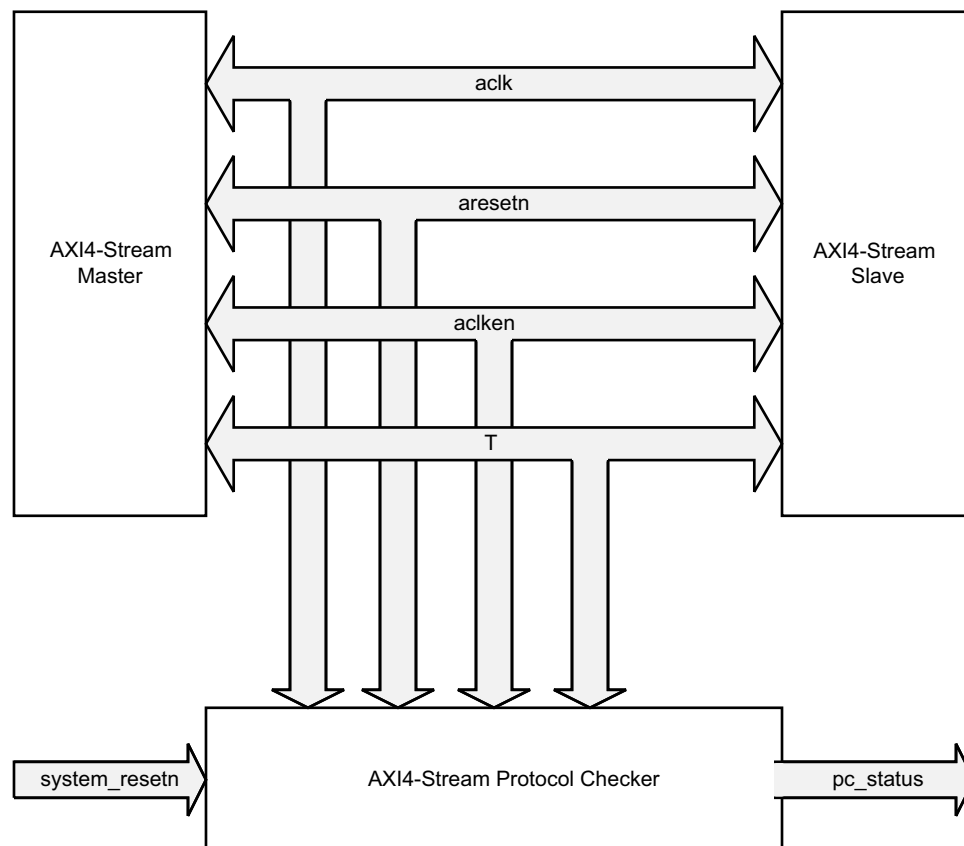 aclk
aresetn
AXI4-Stream
Master
AXI4-Stream
Slave
aclken
T
system_resetn
AXI4-Stream Protocol Checker
pc_status